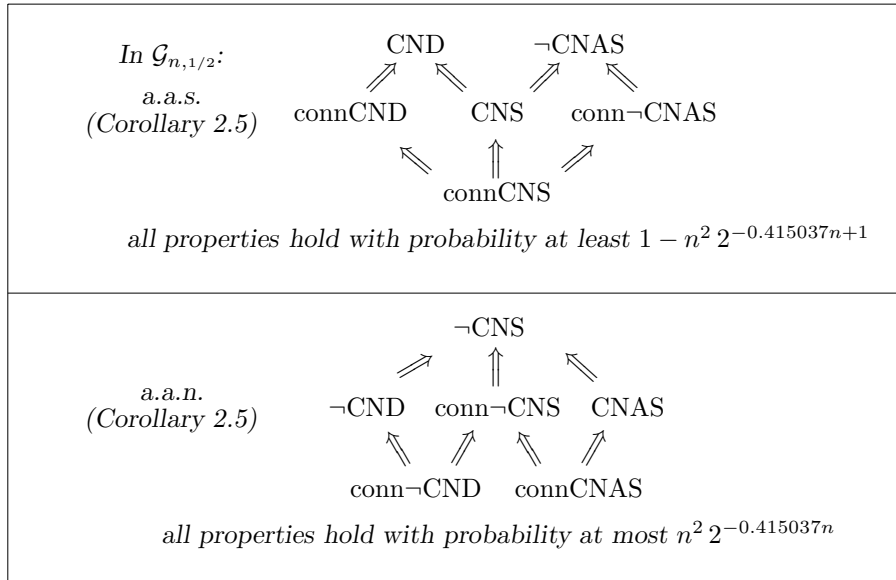 In 𝒢n,1/2: CND ¬CNAS
a.a.s.
(Corollary 2.5) connCND CNS conn¬CNAS
connCNS
all properties hold with probability at least 1 − n² 2^{−0.415037n+1}
¬CNS
a.a.n.
(Corollary 2.5) ¬CND conn¬CNS CNAS
conn¬CND connCNAS
all properties hold with probability at most n² 2^{−0.415037n}